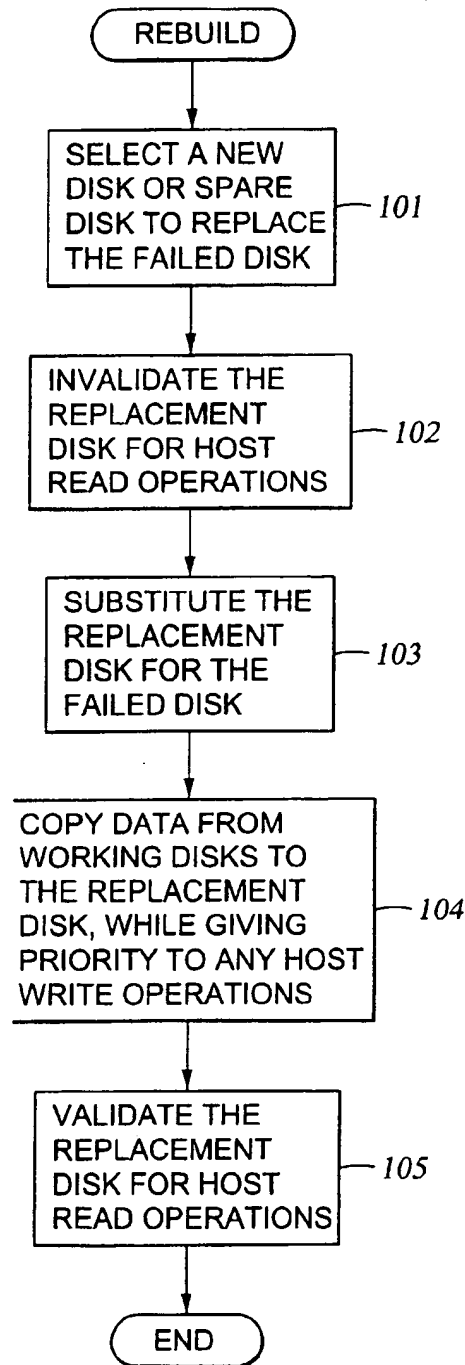 REBUILD
SELECT A NEW
DISK OR SPARE
DISK TO REPLACE
THE FAILED DISK
101
INVALIDATE THE
REPLACEMENT
DISK FOR HOST
READ OPERATIONS
102
SUBSTITUTE THE
REPLACEMENT
DISK FOR THE
FAILED DISK
103
COPY DATA FROM
WORKING DISKS TO
THE REPLACEMENT
DISK, WHILE GIVING
PRIORITY TO ANY HOST
WRITE OPERATIONS
104
VALIDATE THE
REPLACEMENT
DISK FOR HOST
READ OPERATIONS
105
END